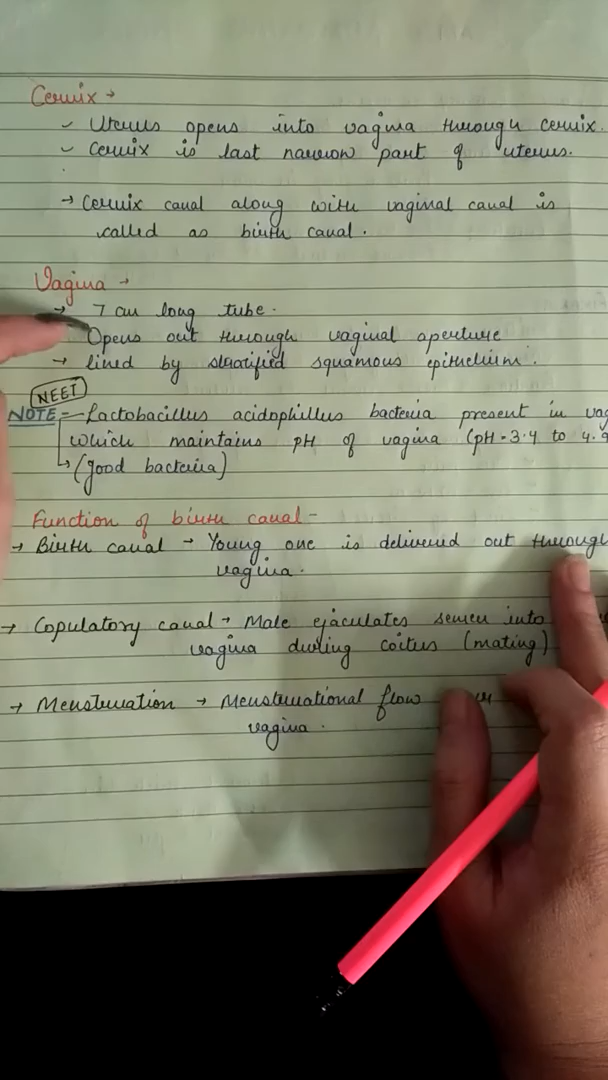 Cervix →
Uterus opens into vagina through cervix.
Cervix is last narrow part of uterus.
→ Cervix canal along with vaginal canal is
called as birth canal.
Vagina →
→ 7 cm long tube.
Opens out through vaginal aperture
→ lined by stratified squamous epithelium.
NEET
NOTE - Lactobacillus acidophillus bacteria present in
which maintains pH of vagina (pH = 3.4 to 4.9
(good bacteria)
Function of birth canal -
→ Birth canal → Young one is delivered out through
vagina.
→ Copulatory canal → Male ejaculates semen into
vagina during coitus (mating)
→ Menstruation → Menstruational flow
vagina.